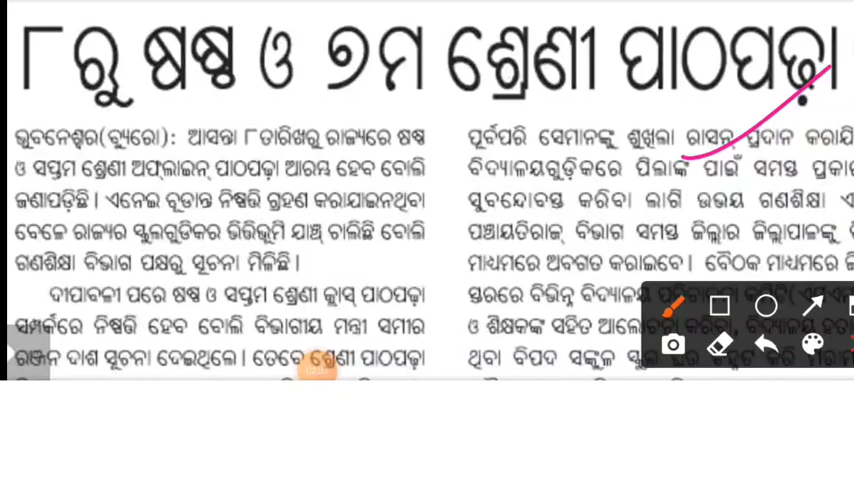 ୮ରୁ ଷଷ୍ଠ ଓ ୭ମ ଶ୍ରେଣୀ ପାଠପଢ଼ା
ଭୁବନେଶ୍ୱର(ବ୍ୟୁରୋ): ଆସନ୍ତା ୮ତାରିଖରୁ ରାଜ୍ୟରେ ଷଷ୍ଠ
ଓ ସପ୍ତମ ଶ୍ରେଣୀ ଅଫ୍‌ଲାଇନ୍ ପାଠପଢ଼ା ଆରମ୍ଭ ହେବ ବୋଲି
ଜଣାପଡ଼ିଛି। ଏନେଇ ଚୂଡାନ୍ତ ନିଷ୍ପତ୍ତି ଗ୍ରହଣ କରାଯାଇନଥିବା
ବେଳେ ରାଜ୍ୟର ସ୍କୁଲଗୁଡିକର ଭିତ୍ତିଭୂମି ଯାଞ୍ଚ୍ ଚାଲିଛି ବୋଲି
ଗଣଶିକ୍ଷା ବିଭାଗ ପକ୍ଷରୁ ସୂଚନା ମିଳିଛି।
ଦୀପାବଳୀ ପରେ ଷଷ୍ଠ ଓ ସପ୍ତମ ଶ୍ରେଣୀ କ୍ଲାସ୍ ପାଠପଢ଼ା
ସମ୍ପର୍କରେ ନିଷ୍ପତ୍ତି ହେବ ବୋଲି ବିଭାଗୀୟ ମନ୍ତ୍ରୀ ସମୀର
ରଞ୍ଜନ ଦାଶ ସୂଚନା ଦେଇଥିଲେ। ତେବେ ଶ୍ରେଣୀ ପାଠପଢ଼ା
ପୂର୍ବପରି ସେମାନଙ୍କୁ ଶୁଖିଲା ରାସନ୍ ପ୍ରଦାନ
ବିଦ୍ୟାଳୟଗୁଡ଼ିକରେ ପିଲାଙ୍କ ପାଇଁ ସମସ୍ତ
ସୁବନ୍ଦୋବସ୍ତ କରିବା ଲାଗି ଉଭୟ ଗଣଶିକ୍ଷା
ପଞ୍ଚାୟତିରାଜ୍ ବିଭାଗ ସମସ୍ତ ଜିଲ୍ଲାର ଜିଲ୍ଲାପାଳଙ୍କୁ
ମାଧ୍ୟମରେ ଅବଗତ କରାଇବେ। ବୈଠକ ମାଧ୍ୟମରେ
ସ୍ତରରେ ବିଭିନ୍ନ ବିଦ୍ୟାଳୟ
ଓ ଶିକ୍ଷକଙ୍କ ସହିତ ଆଲୋଚନା କରିବା, ବିଦ୍ୟାଳୟ
ଥିବା ବିପଦ ସଙ୍କୁଳ ସ୍କୁଲ